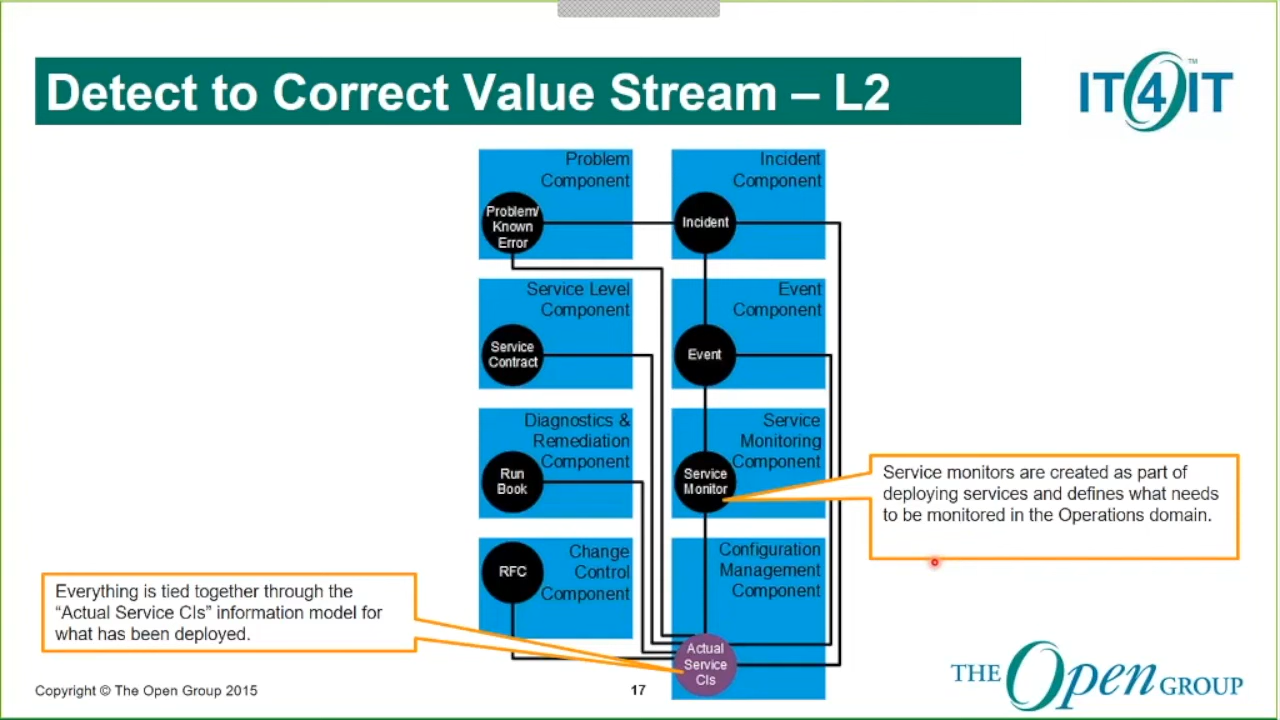 Detect to Correct Value Stream – L2
IT4IT™
Problem
Component
Problem/
Known
Error
Incident
Component
Incident
Service Level
Component
Service
Contract
Event
Component
Event
Diagnostics &
Remediation
Component
Run
Book
Service
Monitoring
Component
Service
Monitor
Service monitors are created as part of
deploying services and defines what needs
to be monitored in the Operations domain.
Change
Control
Component
RFC
Configuration
Management
Component
Actual
Service
CIs
Everything is tied together through the
“Actual Service CIs” information model for
what has been deployed.
Copyright © The Open Group 2015
17
THE Open GROUP